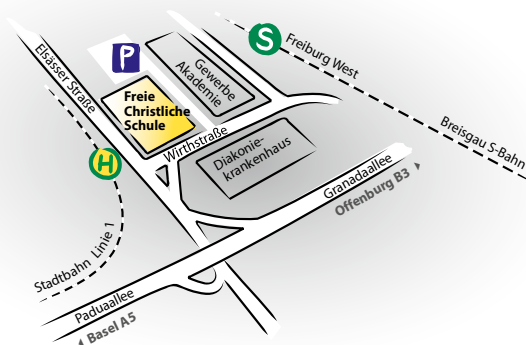 Elsässer Straße
P
S
Freiburg West
Gewerbe
Akademie
Freie
Christliche
Schule
Wirthstraße
Breisgau S-Bahn
H
Diakonie-
krankenhaus
Granadaallee
Offenburg B3
Stadtbahn Linie 1
Paduaallee
Basel A5